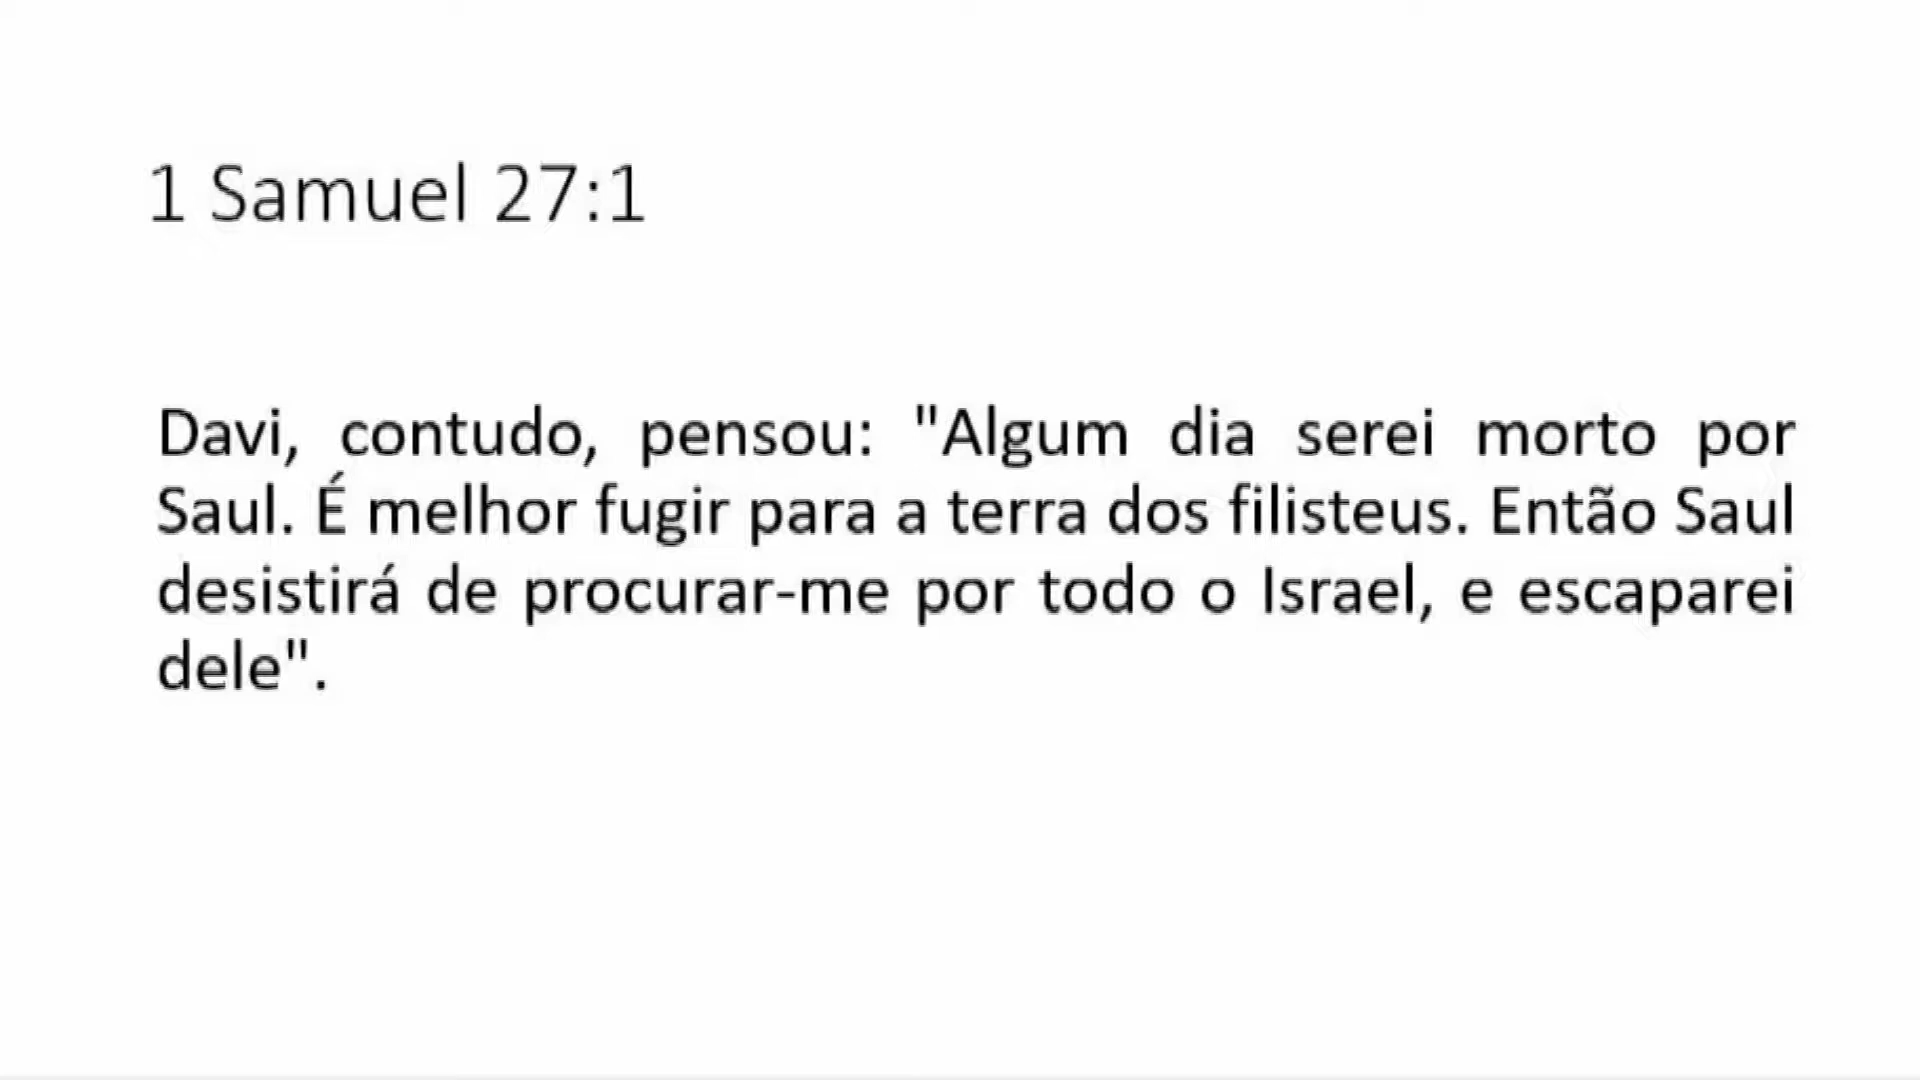 1 Samuel 27:1
Davi, contudo, pensou: "Algum dia serei morto por
Saul. É melhor fugir para a terra dos filisteus. Então Saul
desistirá de procurar-me por todo o Israel, e escaparei
dele".